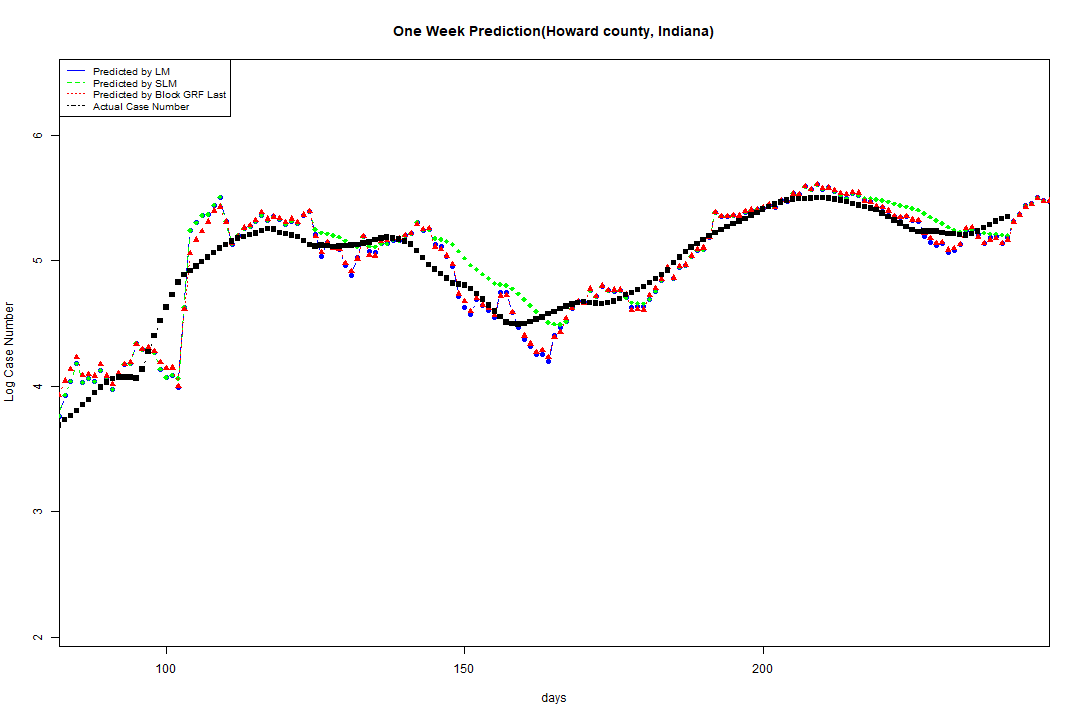 One Week Prediction(Howard county, Indiana)
Predicted by LM
Predicted by SLM
Predicted by Block GRF Last
Actual Case Number
6
5
4
3
2
Log Case Number
100 150 200
days